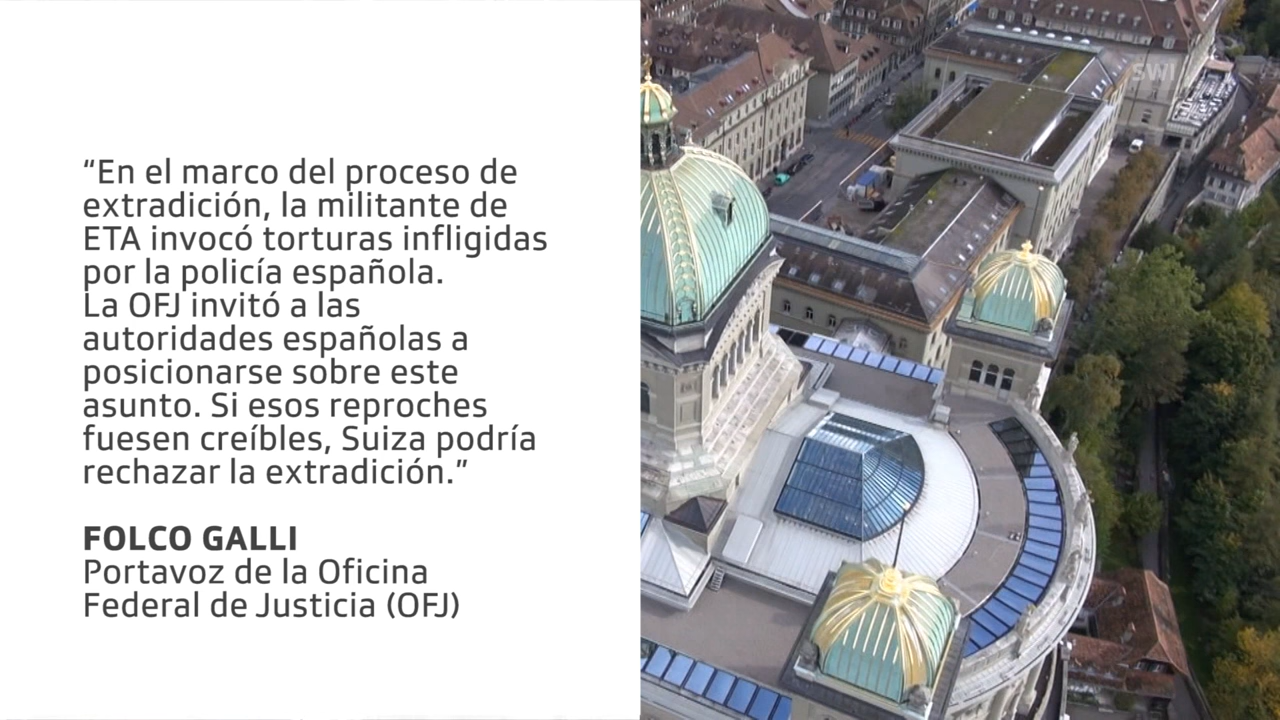 “En el marco del proceso de
extradición, la militante de
ETA invocó torturas infligidas
por la policía española.
La OFJ invitó a las
autoridades españolas a
posicionarse sobre este
asunto. Si esos reproches
fuesen creíbles, Suiza podría
rechazar la extradición.”
FOLCO GALLI
Portavoz de la Oficina
Federal de Justicia (OFJ)
SWI